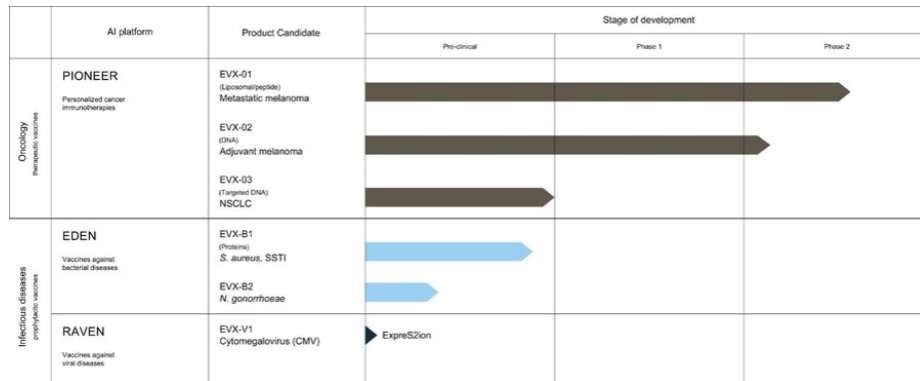 AI platform
Product Candidate
Stage of development
Pre-clinical
Phase 1
Phase 2
Oncology
therapeutic vaccines
PIONEER
Personalized cancer
immunotherapies
EVX-01
(Liposomal/peptide)
Metastatic melanoma
EVX-02
(DNA)
Adjuvant melanoma
EVX-03
(Targeted DNA)
NSCLC
Infectious diseases
prophylactic vaccines
EDEN
Vaccines against
bacterial diseases
EVX-B1
(Proteins)
S. aureus, SSTI
EVX-B2
N. gonorrhoeae
RAVEN
Vaccines against
viral diseases
EVX-V1
Cytomegalovirus (CMV)
ExpreS2ion